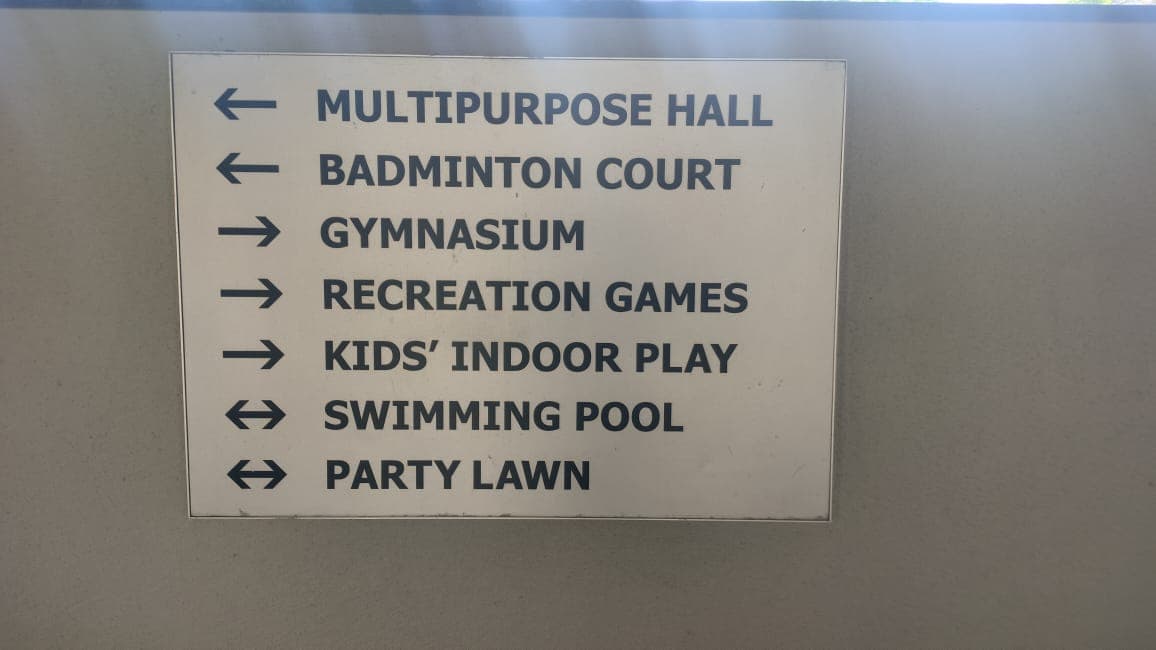 ← MULTIPURPOSE HALL
← BADMINTON COURT
→ GYMNASIUM
→ RECREATION GAMES
→ KIDS’ INDOOR PLAY
↔ SWIMMING POOL
↔ PARTY LAWN